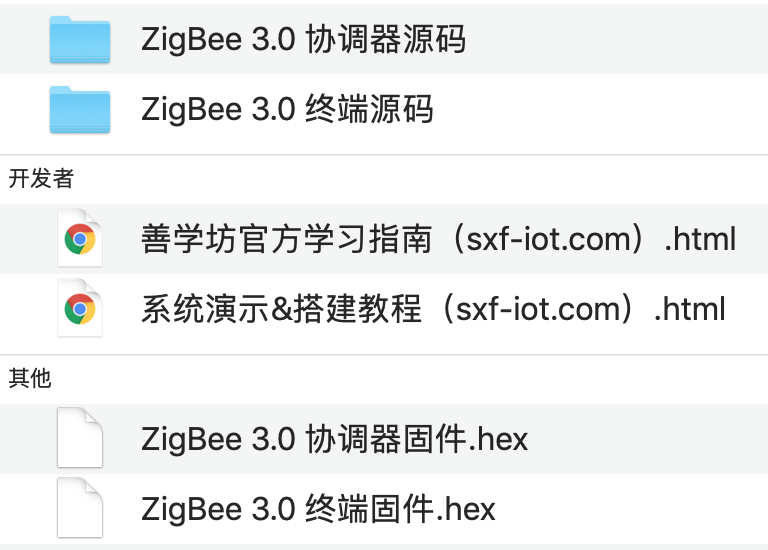 ZigBee 3.0 协调器源码
ZigBee 3.0 终端源码
开发者
善学坊官方学习指南（sxf-iot.com）.html
系统演示&搭建教程（sxf-iot.com）.html
其他
ZigBee 3.0 协调器固件.hex
ZigBee 3.0 终端固件.hex